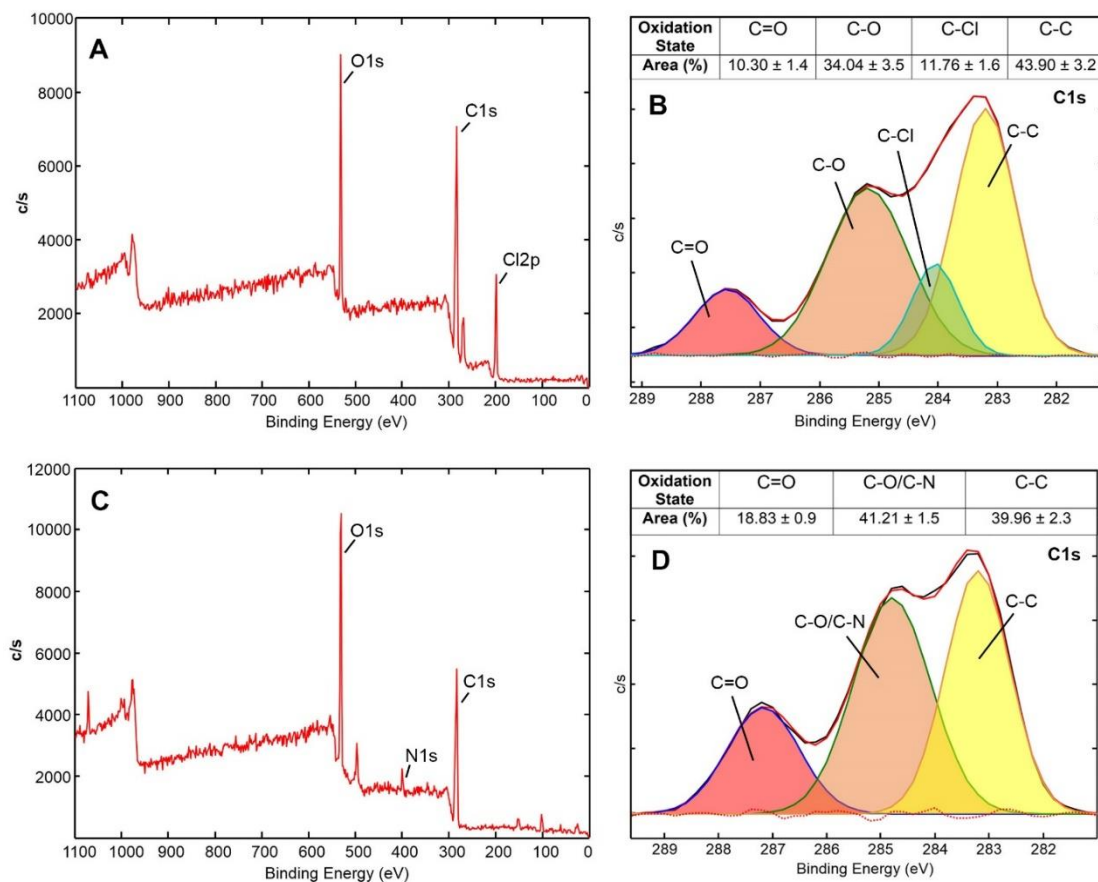 A
10000
8000
6000
4000
2000
0
c/s
O1s
C1s
Cl2p
1100 1000 900 800 700 600 500 400 300 200 100 0
Binding Energy (eV)
Oxidation State C=O C-O C-Cl C-C
Area (%) 10.30 ± 1.4 34.04 ± 3.5 11.76 ± 1.6 43.90 ± 3.2
B
C1s
C-Cl
C-C
C-O
C=O
c/s
289 288 287 286 285 284 283 282
Binding Energy (eV)
C
12000
10000
8000
6000
4000
2000
0
c/s
O1s
C1s
N1s
1100 1000 900 800 700 600 500 400 300 200 100 0
Binding Energy (eV)
Oxidation State C=O C-O/C-N C-C
Area (%) 18.83 ± 0.9 41.21 ± 1.5 39.96 ± 2.3
D
C1s
C-C
C-O/C-N
C=O
c/s
289 288 287 286 285 284 283 282
Binding Energy (eV)